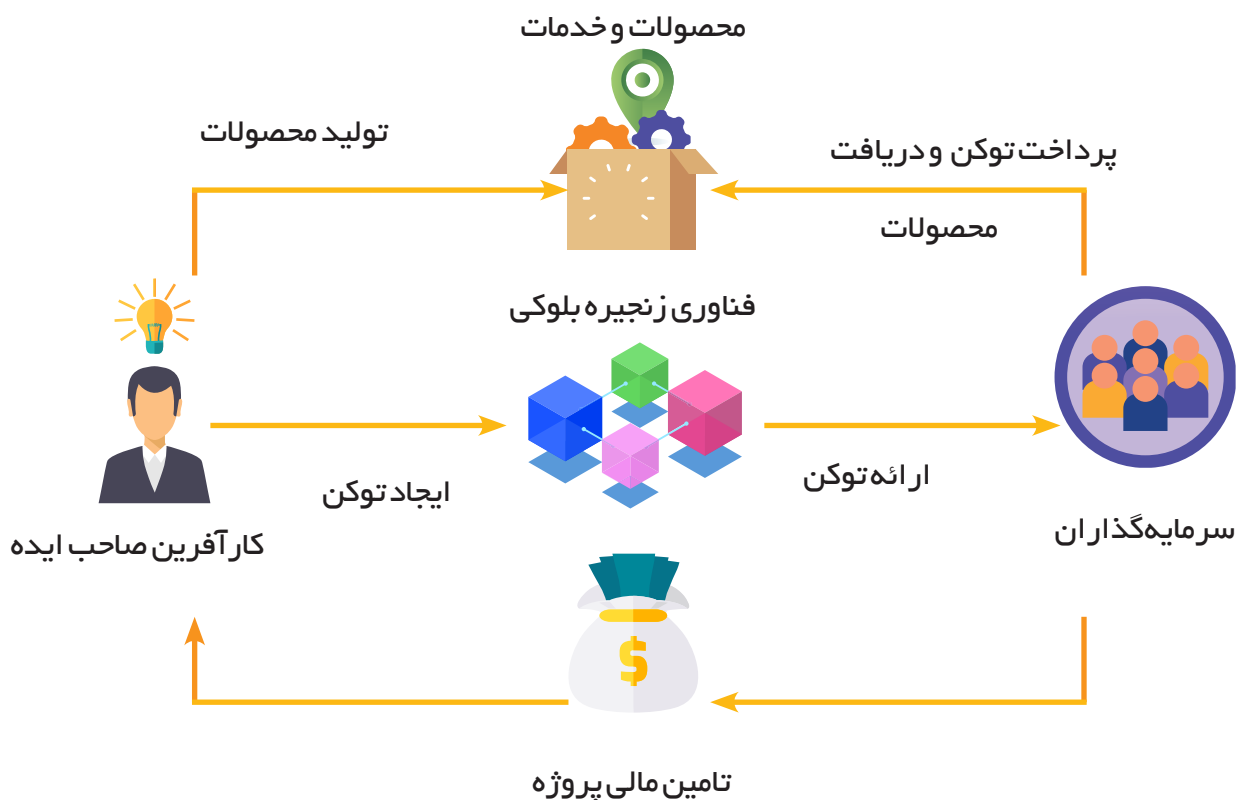 محصولات و خدمات
تولید محصولات
پرداخت توکن و دریافت
محصولات
فناوری زنجیره بلوکی
ایجاد توکن
ارائه توکن
کارآفرین صاحب ایده
سرمایه‌گذاران
$
تامین مالی پروژه